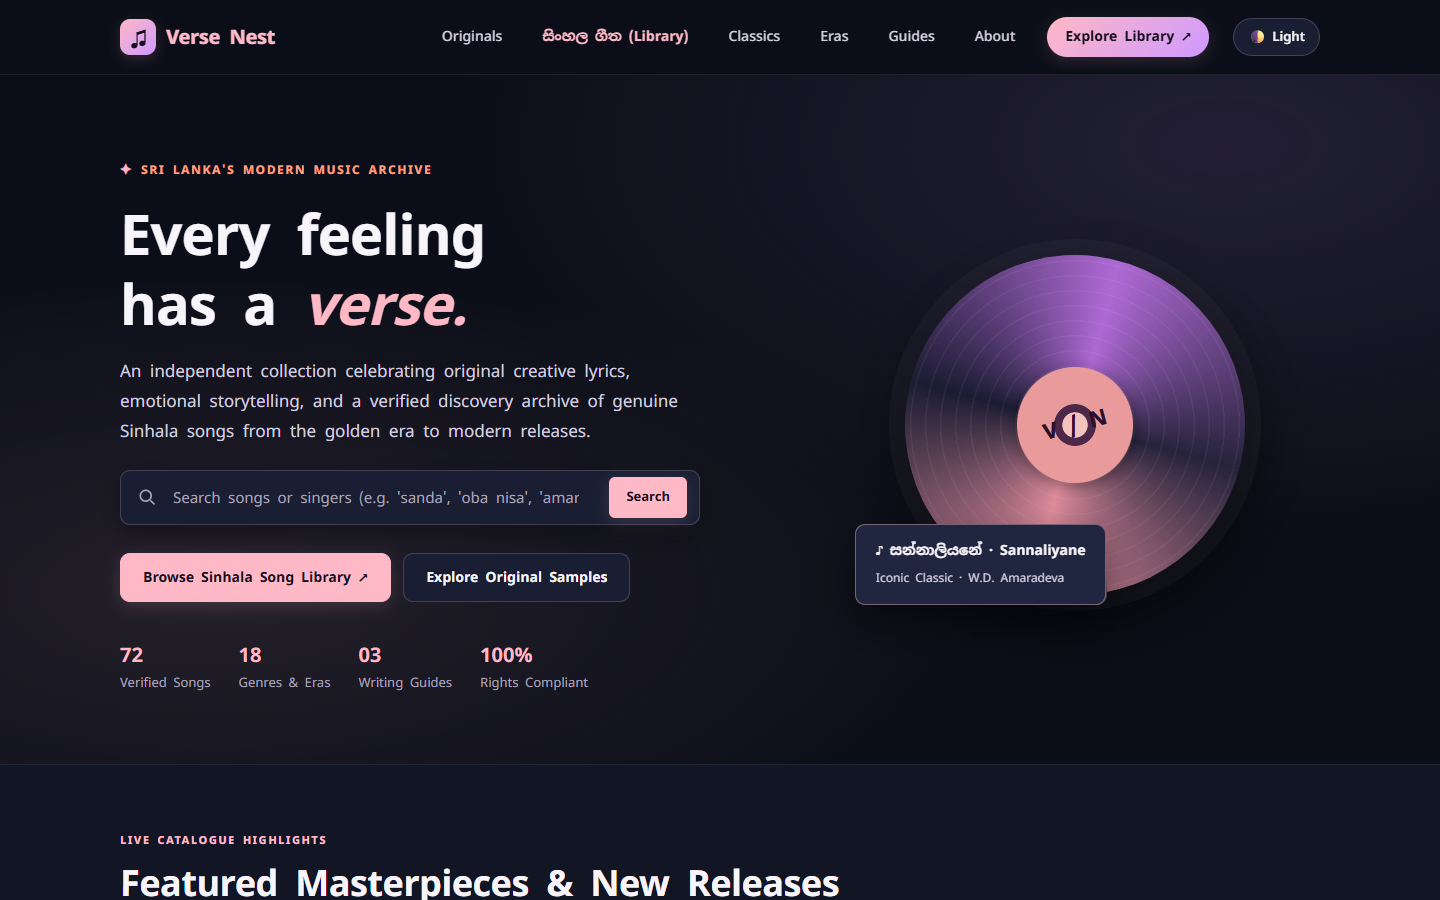 Verse Nest
Originals
සිංහල ගීත (Library)
Classics
Eras
Guides
About
Explore Library ↗
Light
✦ SRI LANKA'S MODERN MUSIC ARCHIVE
Every feeling
has a verse.
An independent collection celebrating original creative lyrics,
emotional storytelling, and a verified discovery archive of genuine
Sinhala songs from the golden era to modern releases.
Search songs or singers (e.g. 'sanda', 'oba nisa', 'amar
Search
Browse Sinhala Song Library ↗
Explore Original Samples
72
Verified Songs
18
Genres & Eras
03
Writing Guides
100%
Rights Compliant
V N
♪ සන්නාලියනේ · Sannaliyane
Iconic Classic · W.D. Amaradeva
LIVE CATALOGUE HIGHLIGHTS
Featured Masterpieces & New Releases